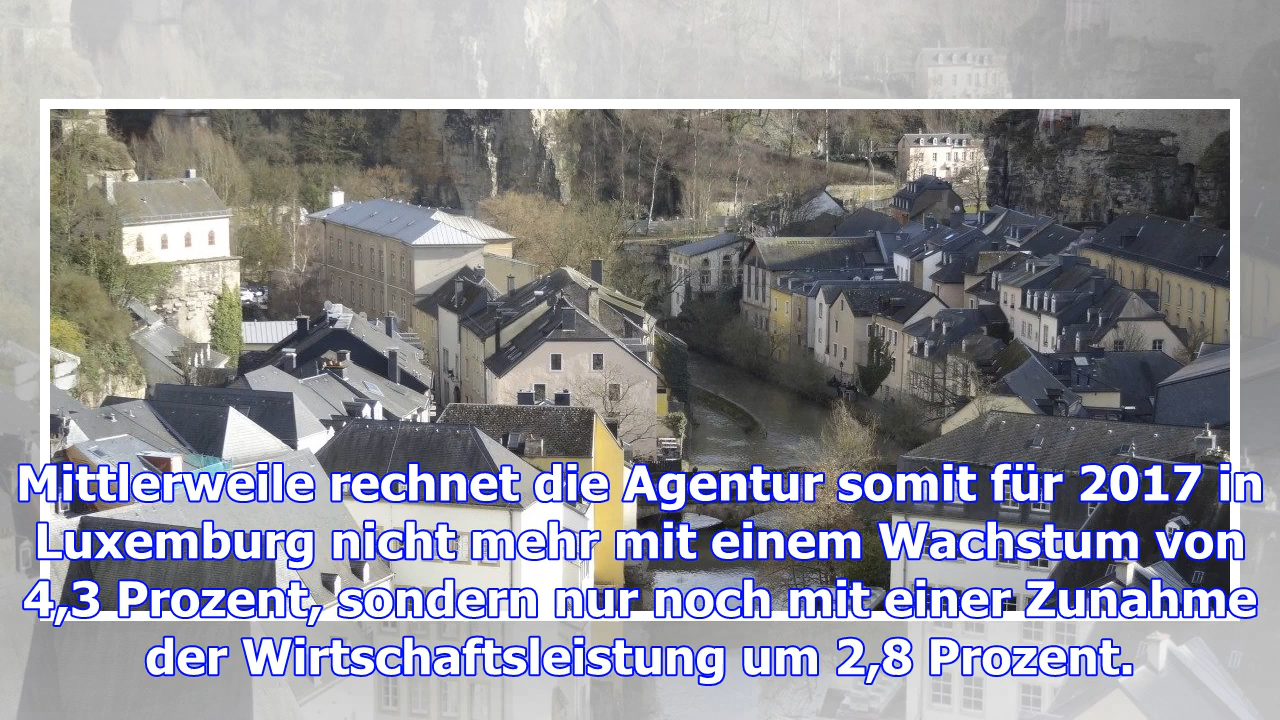 Mittlerweile rechnet die Agentur somit für 2017 in
Luxemburg nicht mehr mit einem Wachstum von
4,3 Prozent, sondern nur noch mit einer Zunahme
der Wirtschaftsleistung um 2,8 Prozent.